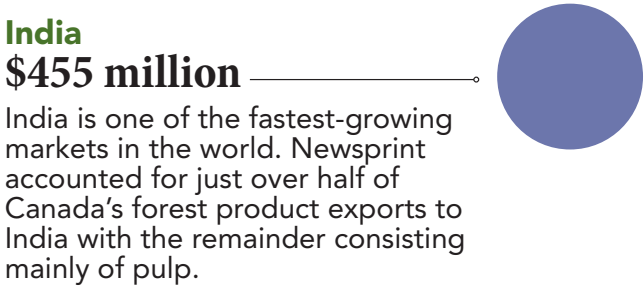 India
$455 million
India is one of the fastest-growing
markets in the world. Newsprint
accounted for just over half of
Canada’s forest product exports to
India with the remainder consisting
mainly of pulp.